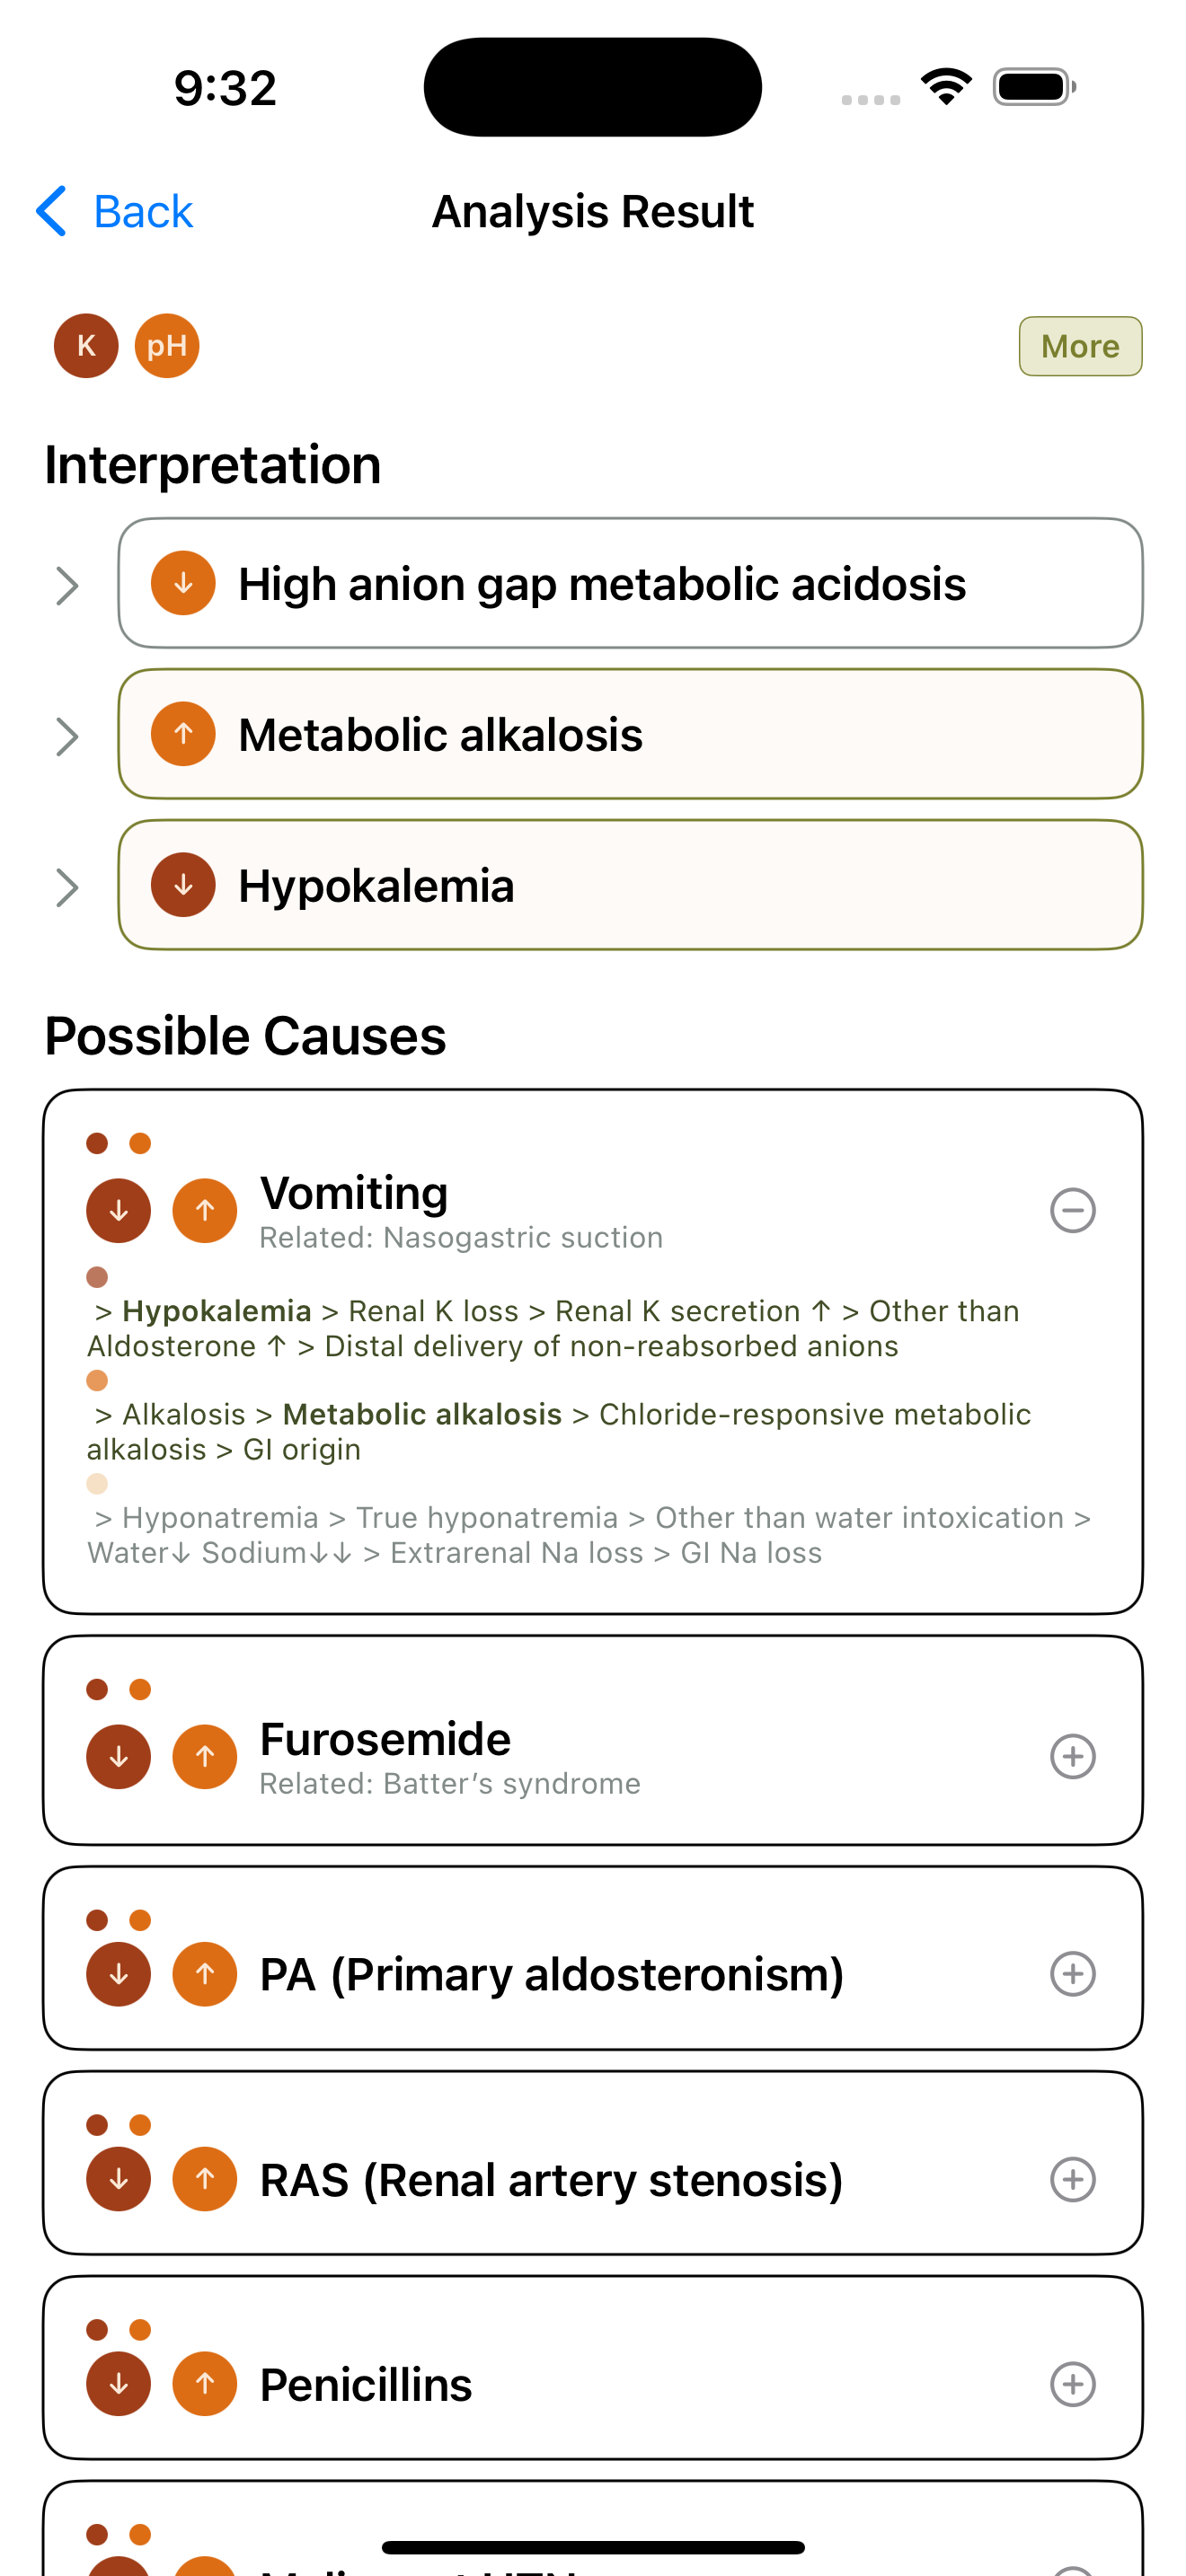 9:32
Back
Analysis Result
K
pH
More
Interpretation
↓ High anion gap metabolic acidosis
↑ Metabolic alkalosis
↓ Hypokalemia
Possible Causes
↓ ↑ Vomiting
Related: Nasogastric suction
> Hypokalemia > Renal K loss > Renal K secretion ↑ > Other than
Aldosterone ↑ > Distal delivery of non-reabsorbed anions
> Alkalosis > Metabolic alkalosis > Chloride-responsive metabolic
alkalosis > GI origin
> Hyponatremia > True hyponatremia > Other than water intoxication >
Water↓ Sodium↓↓ > Extrarenal Na loss > GI Na loss
↓ ↑ Furosemide
Related: Batter’s syndrome
↓ ↑ PA (Primary aldosteronism)
↓ ↑ RAS (Renal artery stenosis)
↓ ↑ Penicillins